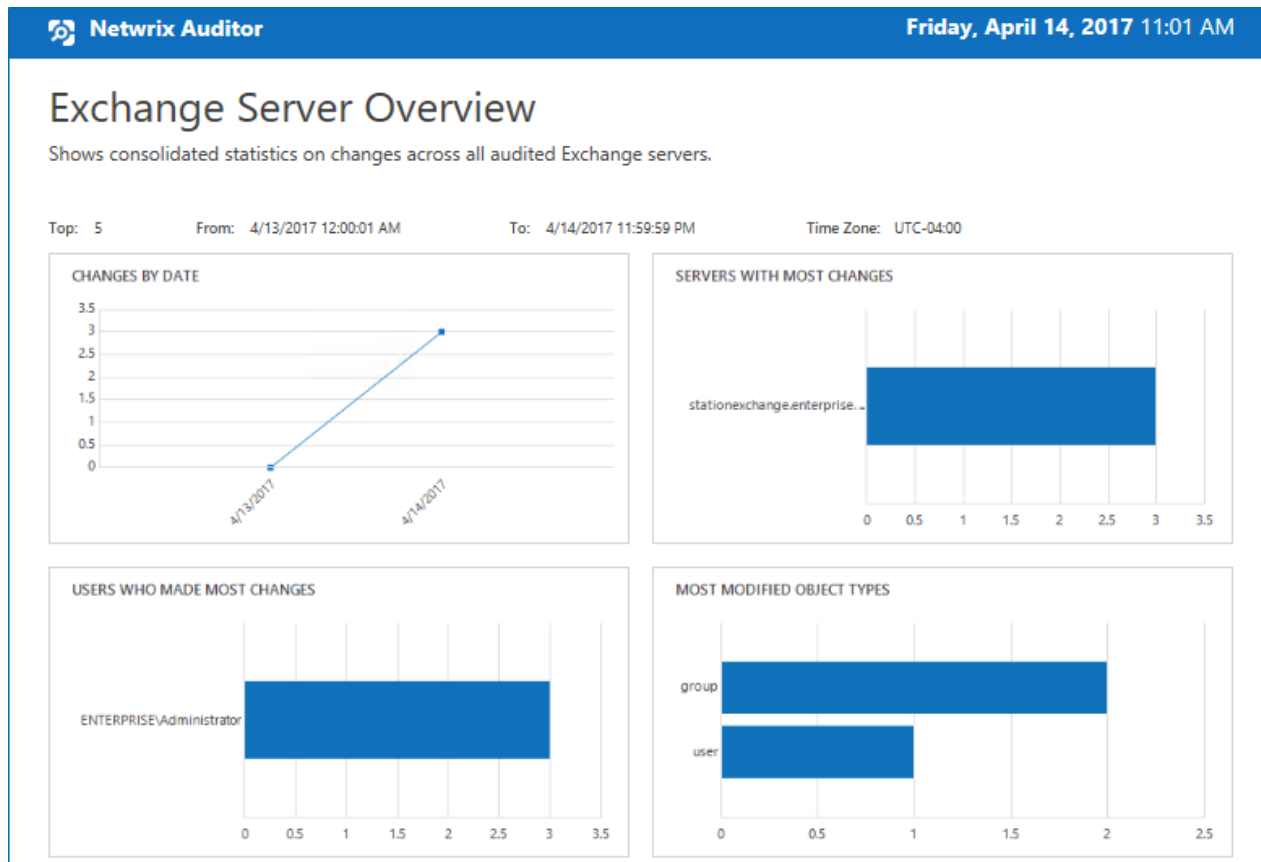 Netwrix Auditor
Friday, April 14, 2017 11:01 AM
Exchange Server Overview
Shows consolidated statistics on changes across all audited Exchange servers.
Top: 5 From: 4/13/2017 12:00:01 AM To: 4/14/2017 11:59:59 PM Time Zone: UTC-04:00
CHANGES BY DATE
3.5
3
2.5
2
1.5
1
0.5
0
4/13/2017 4/14/2017
SERVERS WITH MOST CHANGES
stationexchange.enterprise....
0 0.5 1 1.5 2 2.5 3 3.5
USERS WHO MADE MOST CHANGES
ENTERPRISE\Administrator
0 0.5 1 1.5 2 2.5 3 3.5
MOST MODIFIED OBJECT TYPES
group
user
0 0.5 1 1.5 2 2.5